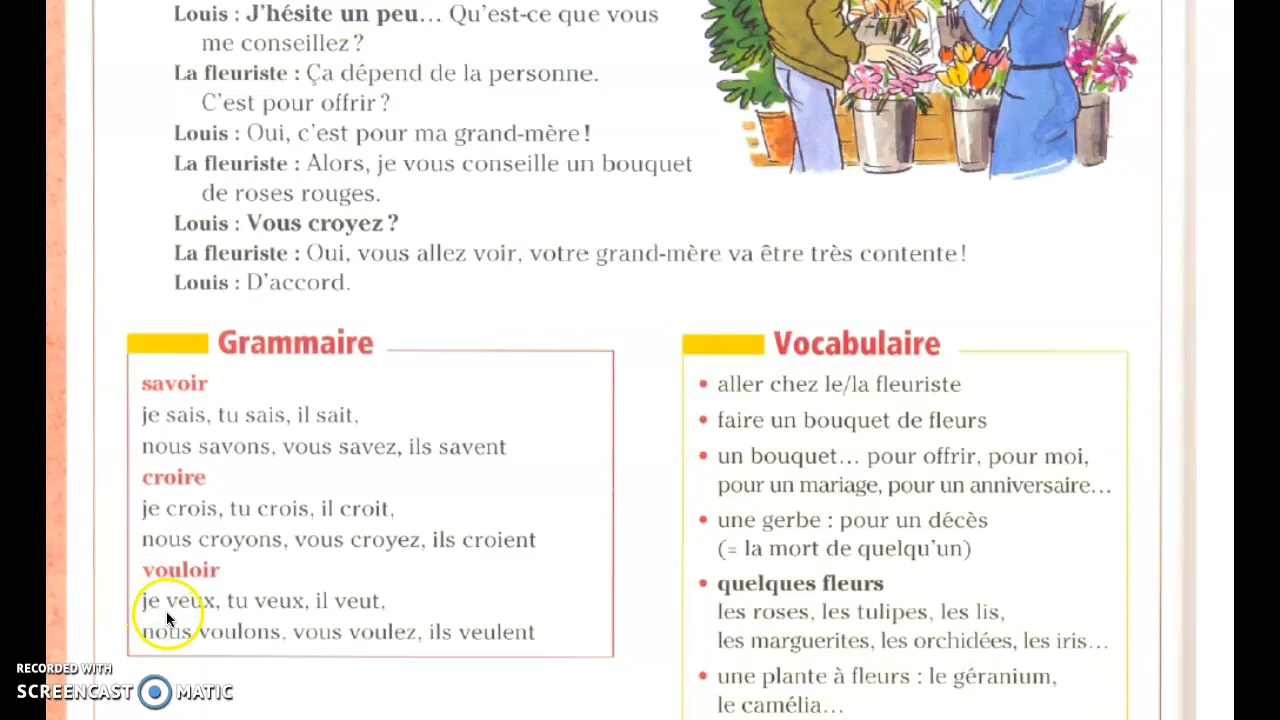 Louis : J'hésite un peu… Qu'est-ce que vous
me conseillez ?
La fleuriste : Ça dépend de la personne.
C'est pour offrir ?
Louis : Oui, c'est pour ma grand-mère !
La fleuriste : Alors, je vous conseille un bouquet
de roses rouges.
Louis : Vous croyez ?
La fleuriste : Oui, vous allez voir, votre grand-mère va être très contente !
Louis : D'accord.
Grammaire
savoir
je sais, tu sais, il sait,
nous savons, vous savez, ils savent
croire
je crois, tu crois, il croit,
nous croyons, vous croyez, ils croient
vouloir
je veux, tu veux, il veut,
nous voulons, vous voulez, ils veulent
Vocabulaire
• aller chez le/la fleuriste
• faire un bouquet de fleurs
• un bouquet… pour offrir, pour moi,
pour un mariage, pour un anniversaire…
• une gerbe : pour un décès
(= la mort de quelqu'un)
• quelques fleurs
les roses, les tulipes, les lis,
les marguerites, les orchidées, les iris…
• une plante à fleurs : le géranium,
le camélia…
RECORDED WITH
SCREENCAST MATIC